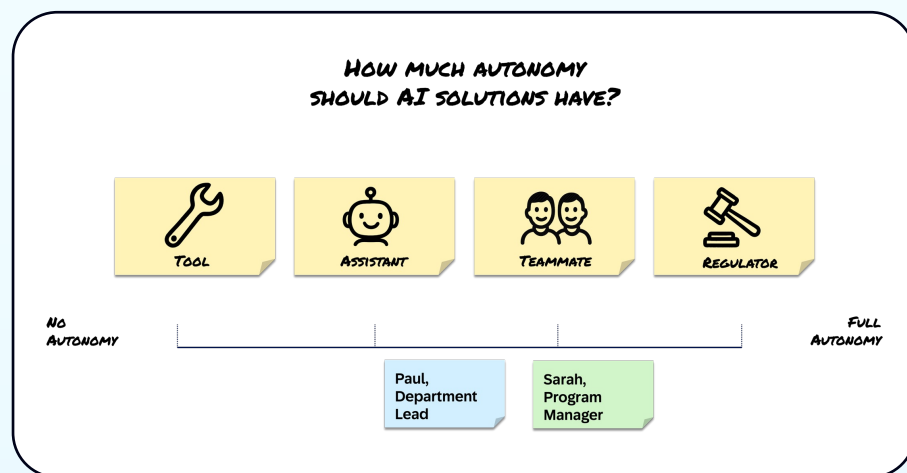 How much autonomy
should AI solutions have?
Tool
Assistant
Teammate
Regulator
No
Autonomy
Full
Autonomy
Paul,
Department
Lead
Sarah,
Program
Manager